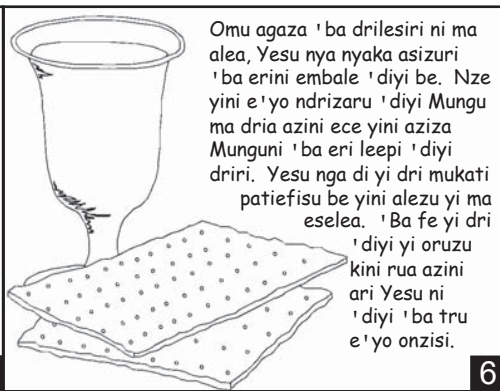 Omu agaza 'ba drilesiri ni ma
alea, Yesu nya nyaka asizuri
'ba erini embale 'diyi be. Nze
yini e'yo ndrizaru 'diyi Mungu
ma dria azini ece yini aziza
Munguni 'ba eri leepi 'diyi
driri. Yesu nga di yi dri mukati
patiefisu be yini alezu yi ma
eselea. 'Ba fe yi dri
'diyi yi oruzu
kini rua azini
ari Yesu ni
'diyi 'ba tru
e'yo onzisi.
6